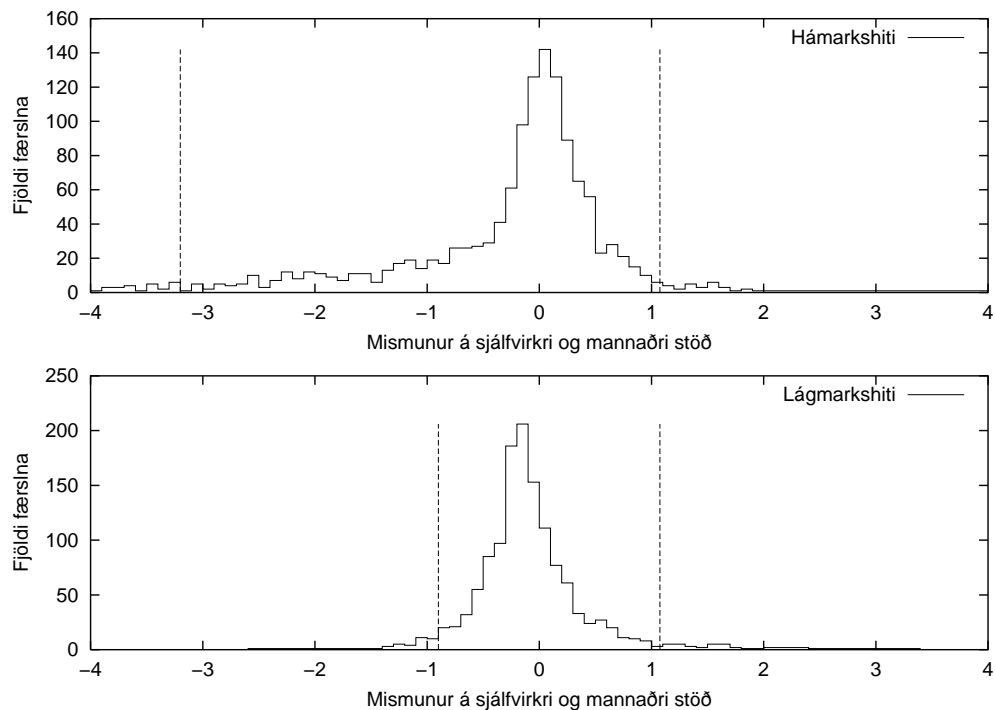 160
140
120
100
80
60
40
20
0
Fjöldi færslna
Hámarkshiti
−4 −3 −2 −1 0 1 2 3 4
Mismunur á sjálfvirkri og mannaðri stöð
250
200
150
100
50
0
Fjöldi færslna
Lágmarkshiti
−4 −3 −2 −1 0 1 2 3 4
Mismunur á sjálfvirkri og mannaðri stöð